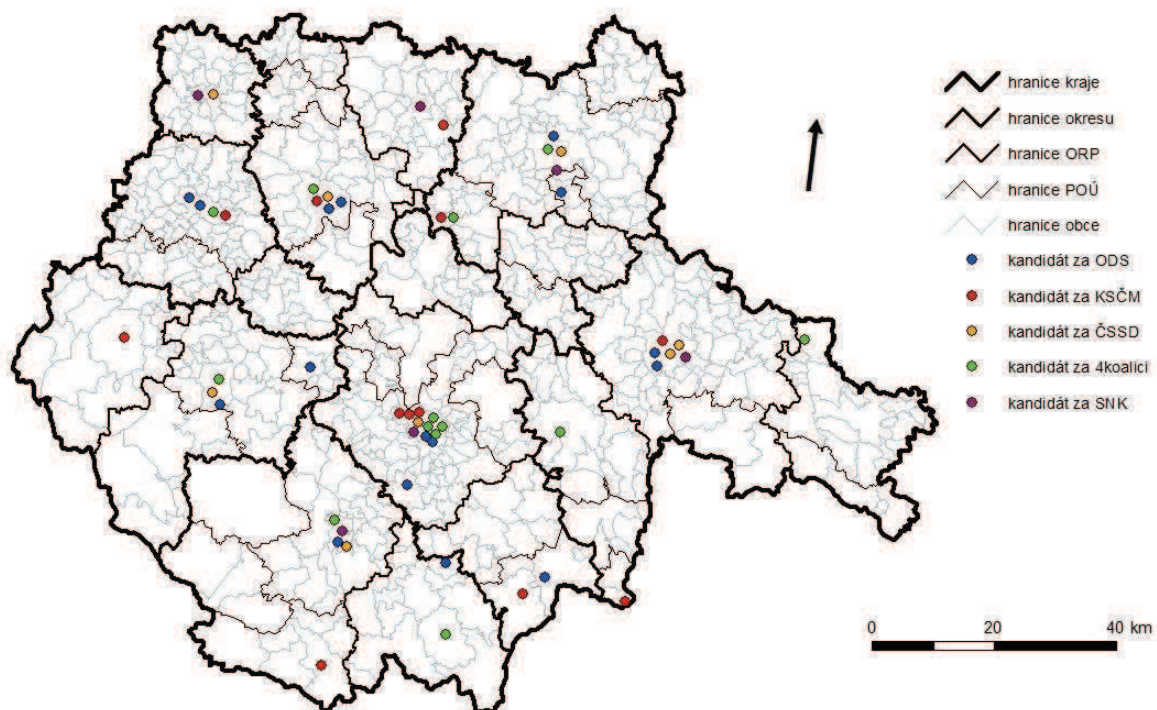 hranice kraje
hranice okresu
hranice ORP
hranice POÚ
hranice obce
kandidát za ODS
kandidát za KSČM
kandidát za ČSSD
kandidát za 4koalici
kandidát za SNK
0 20 40 km